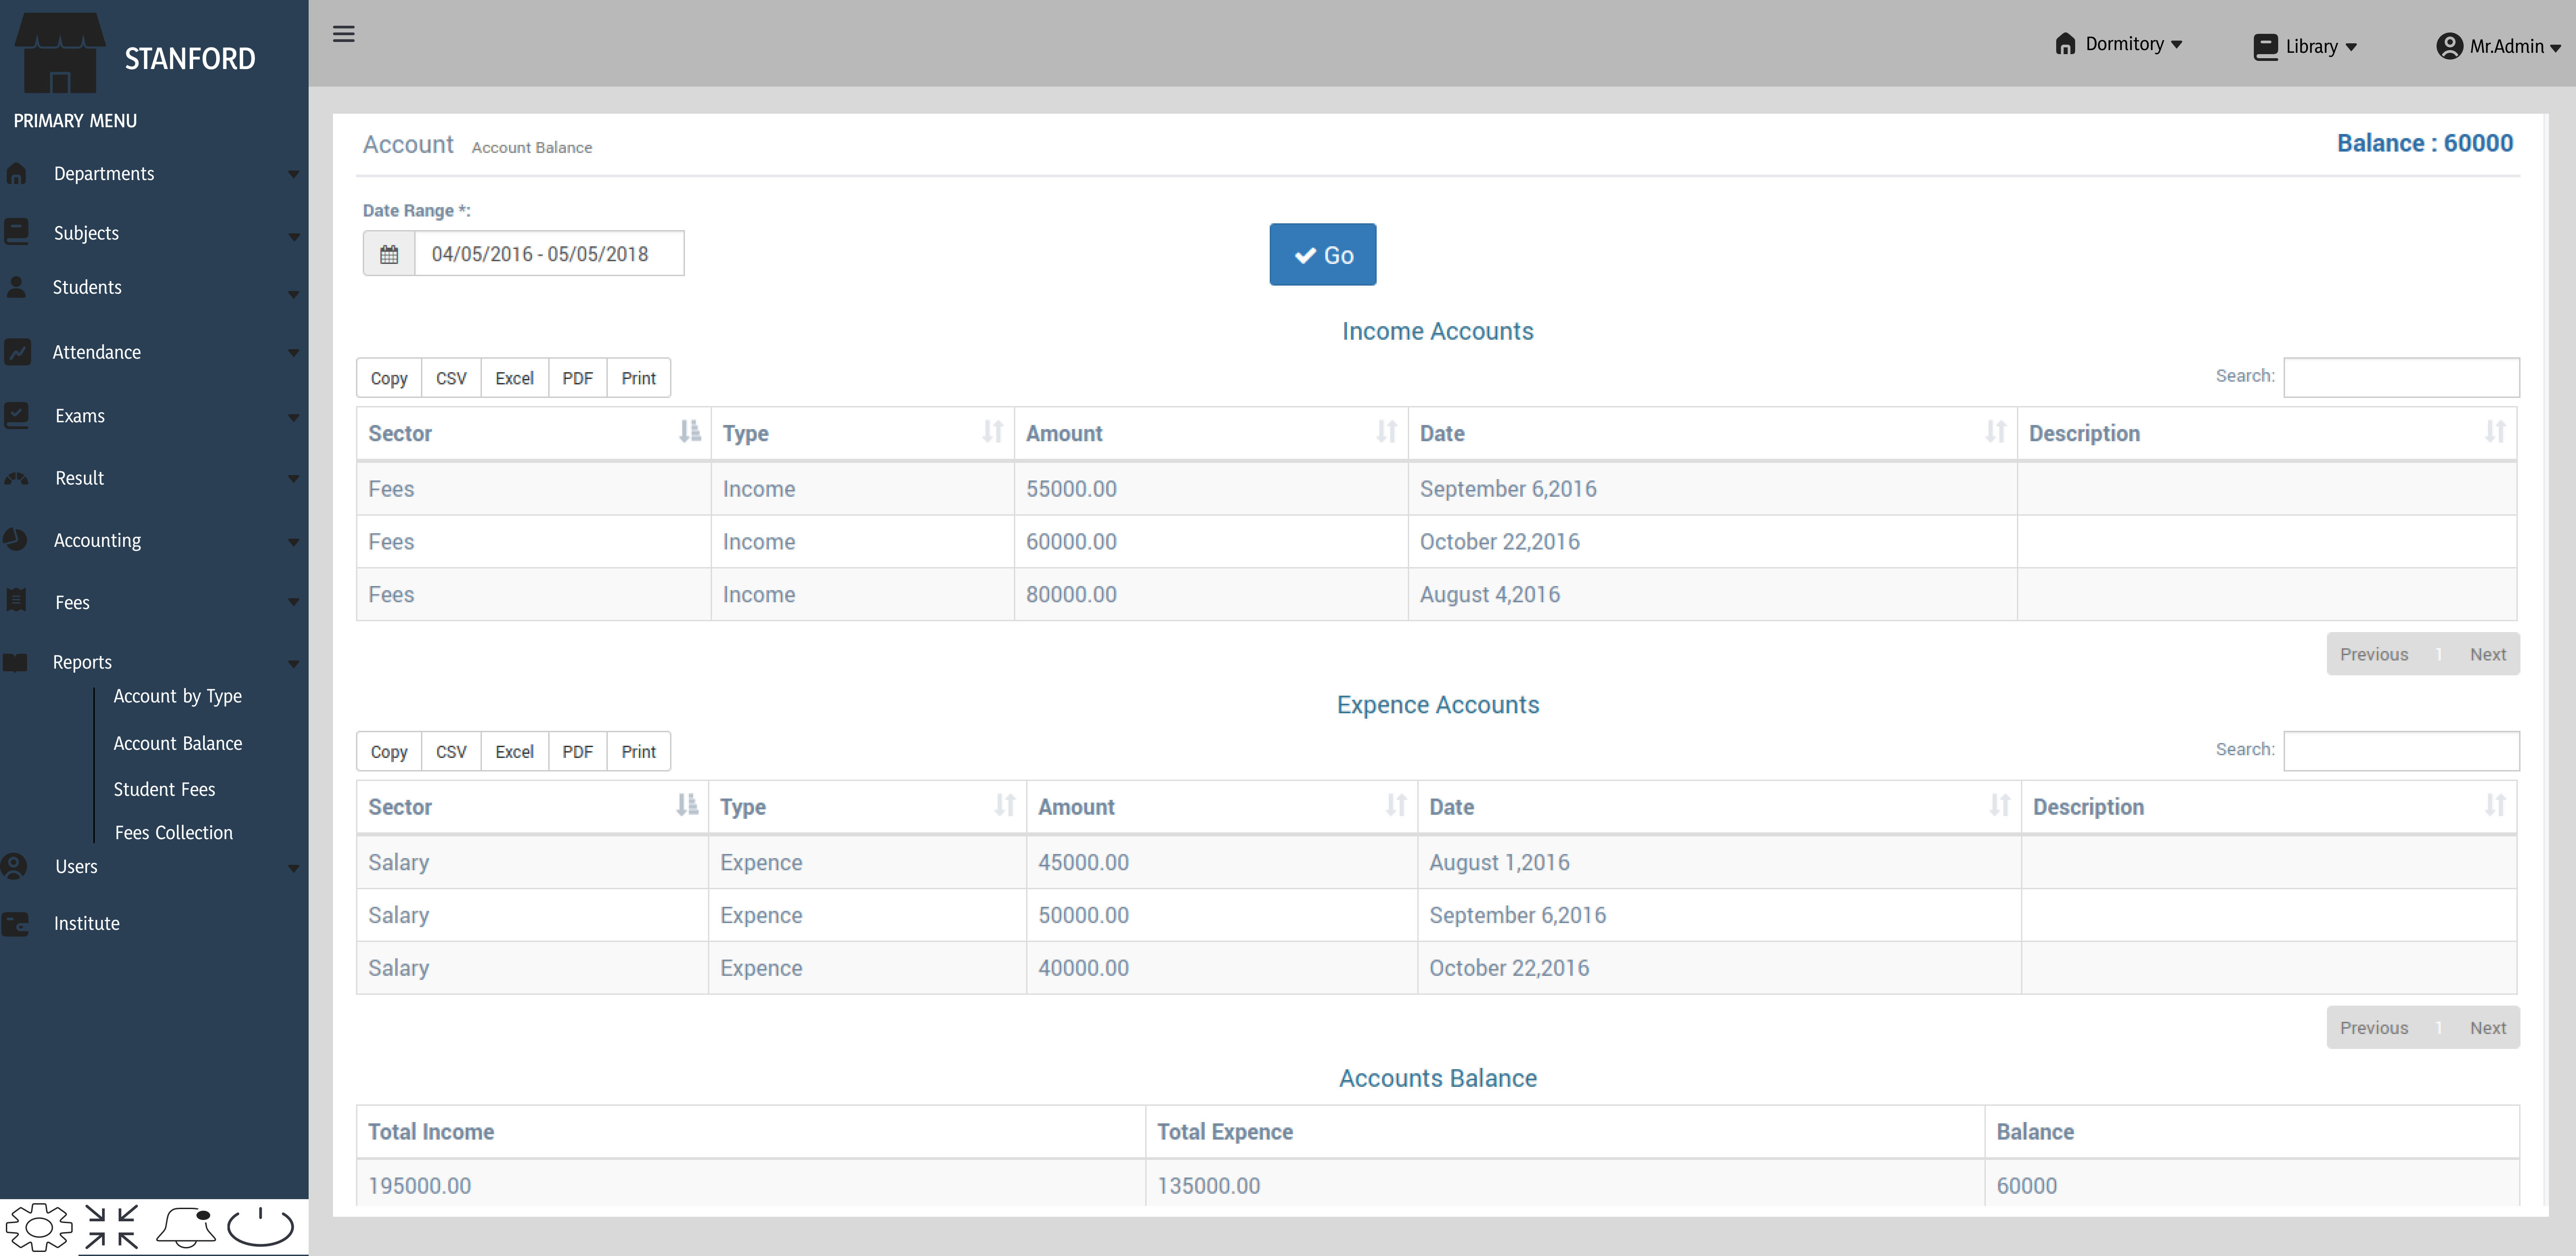 STANFORD
PRIMARY MENU
Departments
Subjects
Students
Attendance
Exams
Result
Accounting
Fees
Reports
Account by Type
Account Balance
Student Fees
Fees Collection
Users
Institute
Dormitory
Library
Mr.Admin
Account Account Balance
Balance : 60000
Date Range *:
04/05/2016 - 05/05/2018
Go
Income Accounts
Copy CSV Excel PDF Print
Search:
Sector Type Amount Date Description
Fees Income 55000.00 September 6,2016
Fees Income 60000.00 October 22,2016
Fees Income 80000.00 August 4,2016
Previous 1 Next
Expence Accounts
Copy CSV Excel PDF Print
Search:
Sector Type Amount Date Description
Salary Expence 45000.00 August 1,2016
Salary Expence 50000.00 September 6,2016
Salary Expence 40000.00 October 22,2016
Previous 1 Next
Accounts Balance
Total Income Total Expence Balance
195000.00 135000.00 60000